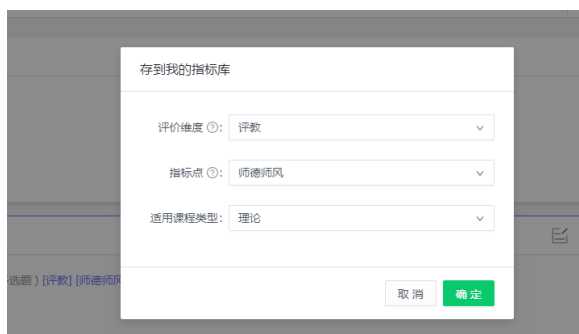 存到我的指标库
评价维度 ?: 评教
指标点 ?: 师德师风
适用课程类型: 理论
选题 ) [评教] [师德师风
取 消 确 定